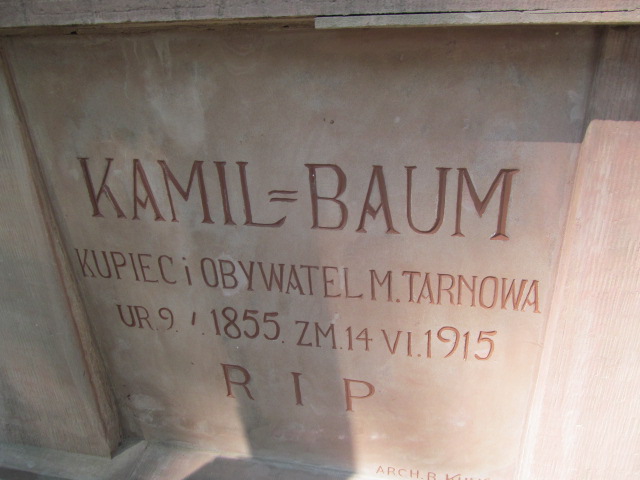 KAMIL=BAUM
KUPIEC i OBYWATEL M. TARNOWA
UR. 9. 1855. ZM. 14 VI. 1915
R I P
ARCH. R.